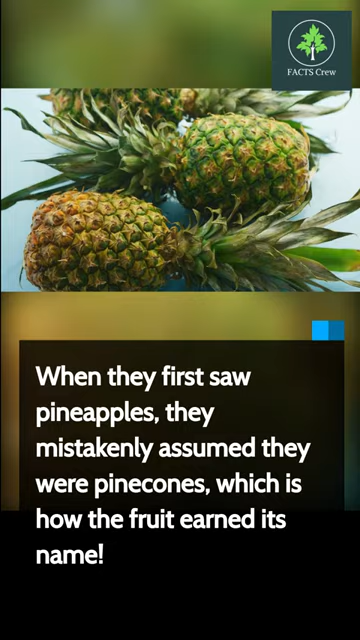 FACTS Crew
When they first saw
pineapples, they
mistakenly assumed they
were pinecones, which is
how the fruit earned its
name!